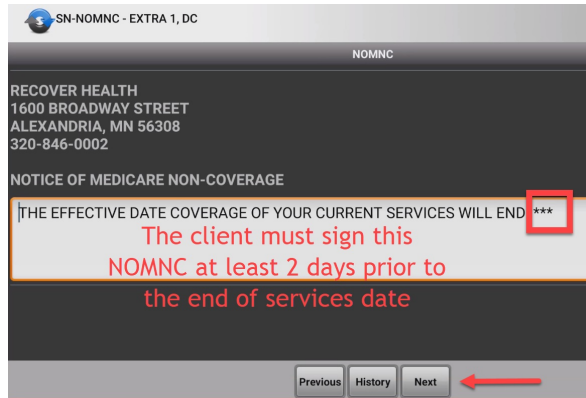 SN-NOMNC - EXTRA 1, DC
NOMNC
RECOVER HEALTH
1600 BROADWAY STREET
ALEXANDRIA, MN 56308
320-846-0002
NOTICE OF MEDICARE NON-COVERAGE
THE EFFECTIVE DATE COVERAGE OF YOUR CURRENT SERVICES WILL END: ***
The client must sign this
NOMNC at least 2 days prior to
the end of services date
Previous History Next